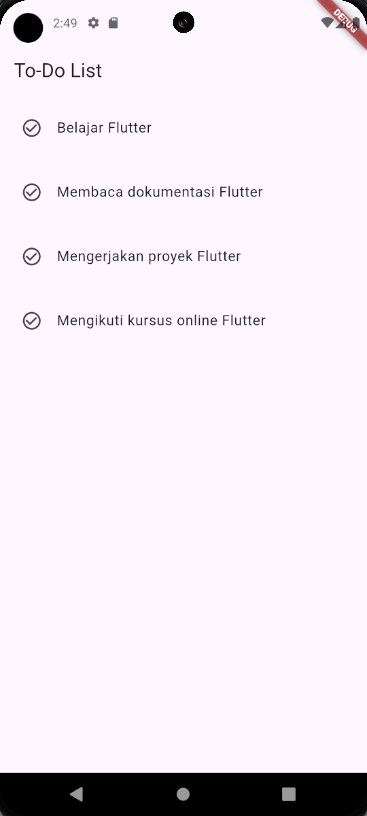 2:49
DEBUG
To-Do List
Belajar Flutter
Membaca dokumentasi Flutter
Mengerjakan proyek Flutter
Mengikuti kursus online Flutter